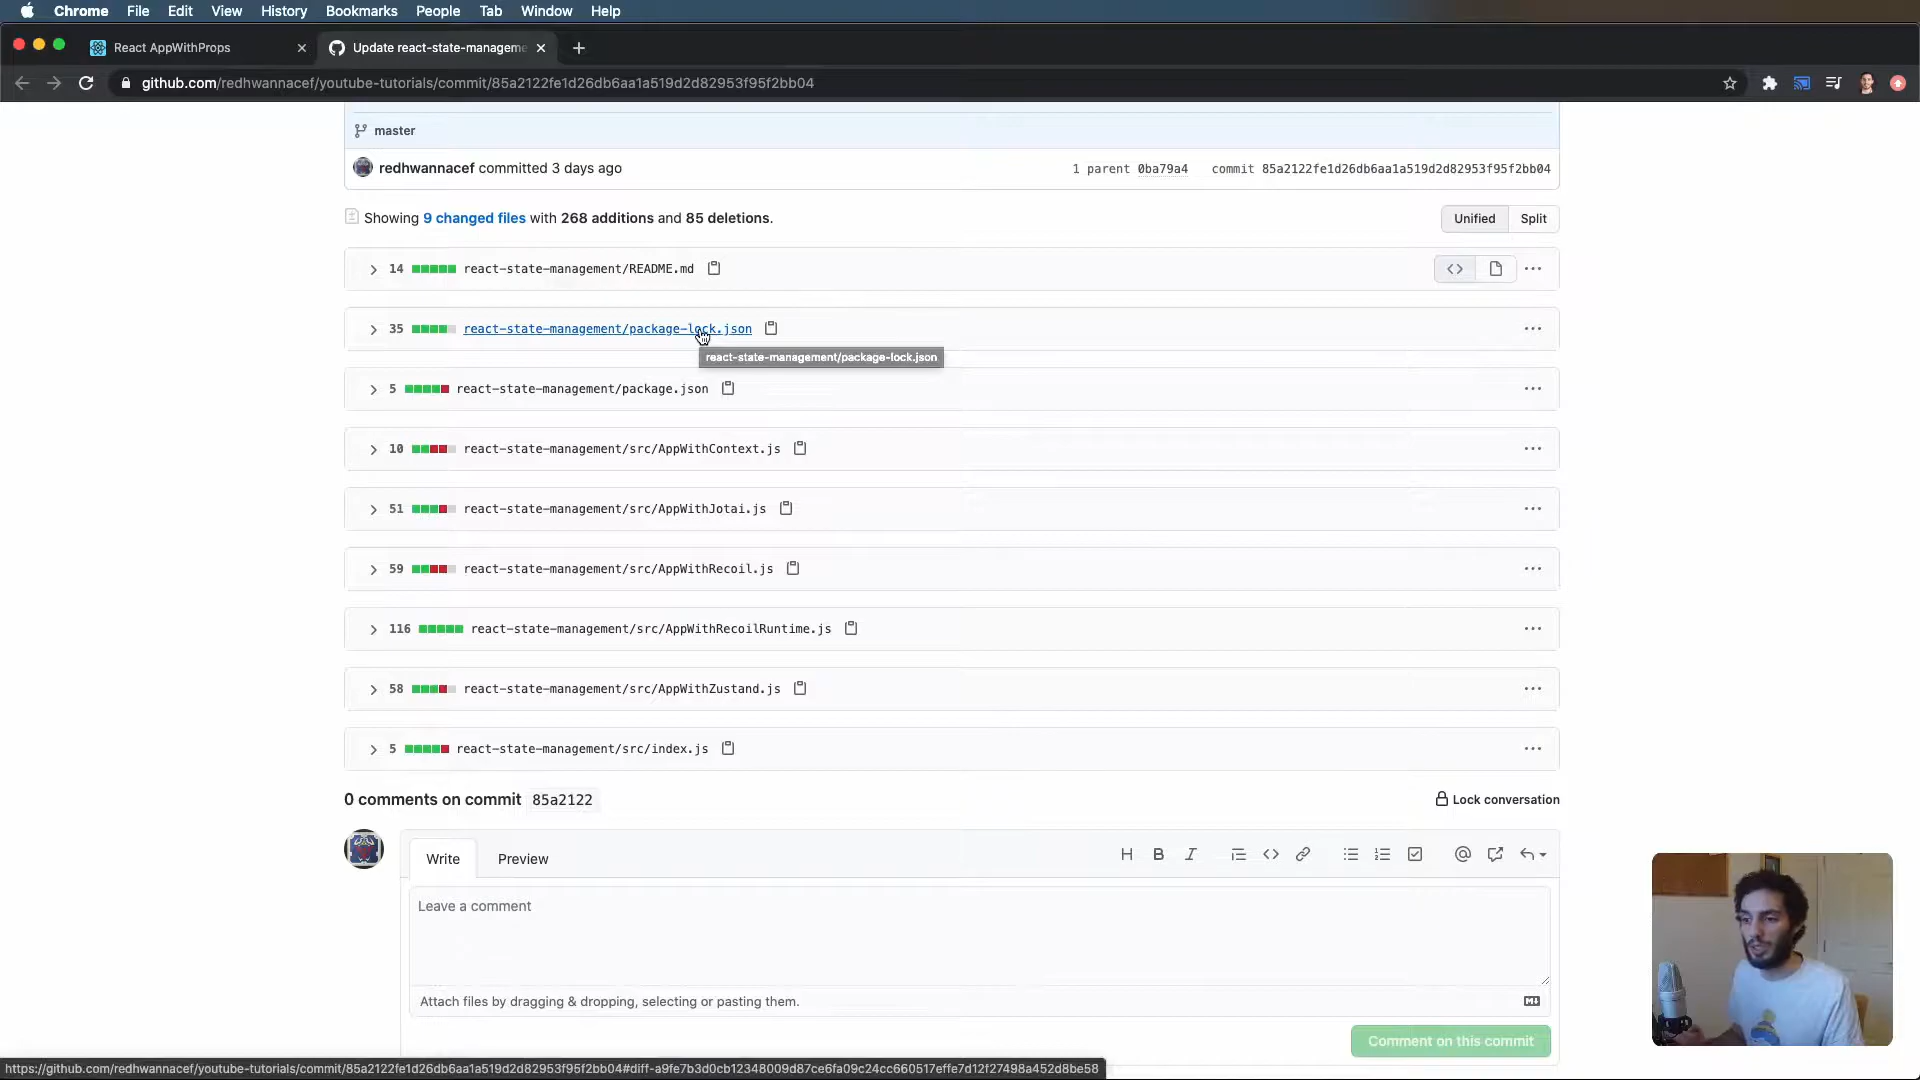 Chrome File Edit View History Bookmarks People Tab Window Help
React AppWithProps
Update react-state-manageme
github.com/redhwannacef/youtube-tutorials/commit/85a2122fe1d26db6aa1a519d2d82953f95f2bb04
master
redhwannacef committed 3 days ago 1 parent 0ba79a4 commit 85a2122fe1d26db6aa1a519d2d82953f95f2bb04
Showing 9 changed files with 268 additions and 85 deletions. Unified Split
14 react-state-management/README.md
35 react-state-management/package-lock.json
react-state-management/package-lock.json
5 react-state-management/package.json
10 react-state-management/src/AppWithContext.js
51 react-state-management/src/AppWithJotai.js
59 react-state-management/src/AppWithRecoil.js
116 react-state-management/src/AppWithRecoilRuntime.js
58 react-state-management/src/AppWithZustand.js
5 react-state-management/src/index.js
0 comments on commit 85a2122 Lock conversation
Write Preview H B I
Leave a comment
Attach files by dragging & dropping, selecting or pasting them.
Comment on this commit
https://github.com/redhwannacef/youtube-tutorials/commit/85a2122fe1d26db6aa1a519d2d82953f95f2bb04#diff-a9fe7b3d0cb12348009d87ce6fa09c24cc660517effe7d12f27498a452d8be58